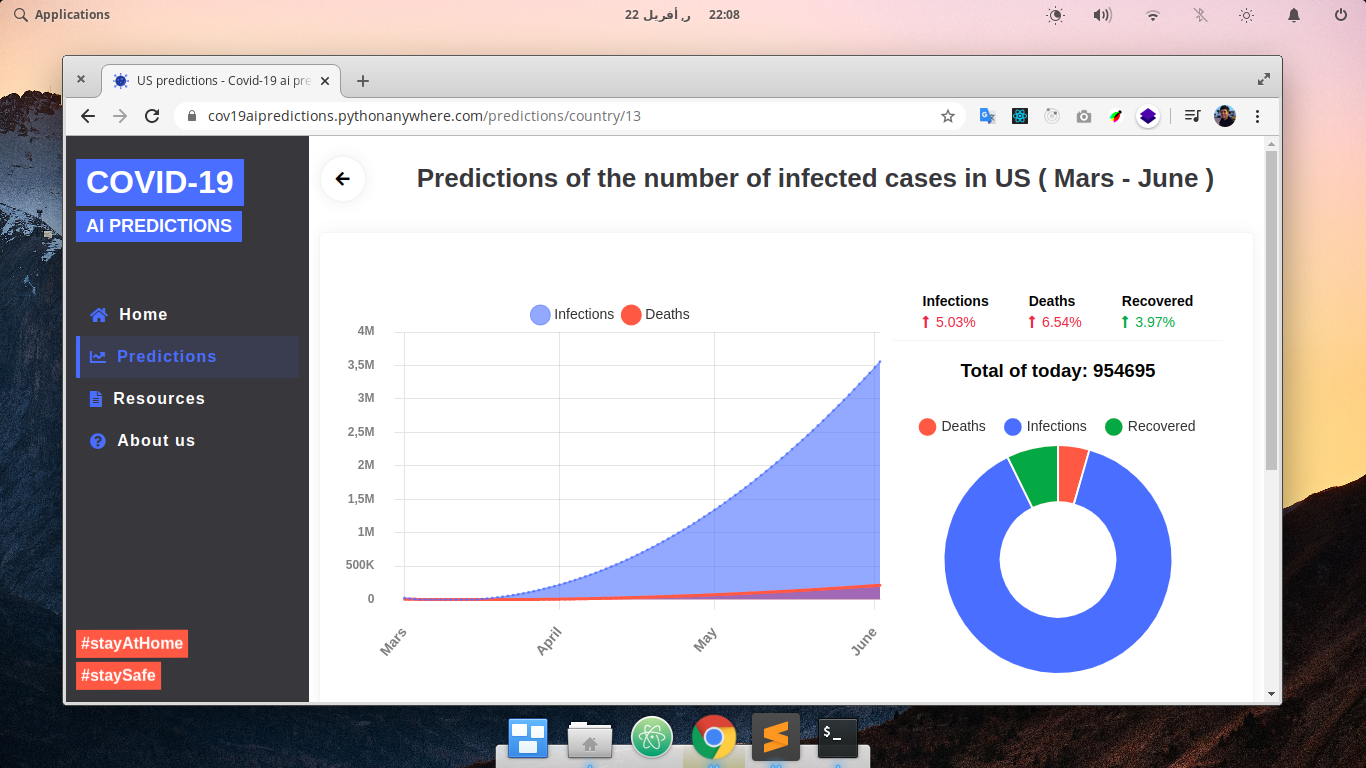 Applications
22 ر, أفريل 22:08
US predictions - Covid-19 ai pre
cov19aipredictions.pythonanywhere.com/predictions/country/13
COVID-19
AI PREDICTIONS
Home
Predictions
Resources
About us
#stayAtHome
#staySafe
Predictions of the number of infected cases in US ( Mars - June )
Infections Deaths
4M
3,5M
3M
2,5M
2M
1,5M
1M
500K
0
Mars April May June
Infections Deaths Recovered
5.03% 6.54% 3.97%
Total of today: 954695
Deaths Infections Recovered
$_